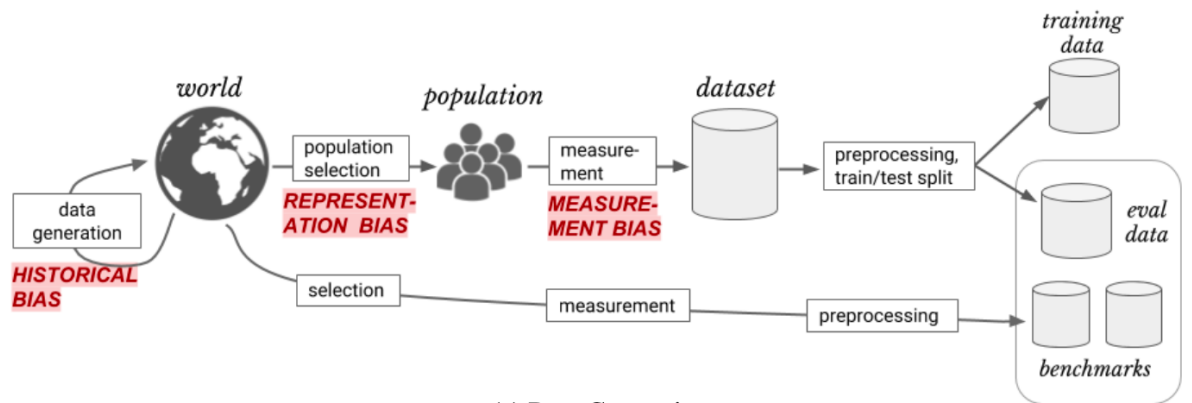 training
data
world
population
dataset
population
selection
measure-
ment
preprocessing,
train/test split
REPRESENT-
ATION BIAS
MEASURE-
MENT BIAS
data
generation
eval
data
HISTORICAL
BIAS
selection
measurement
preprocessing
benchmarks